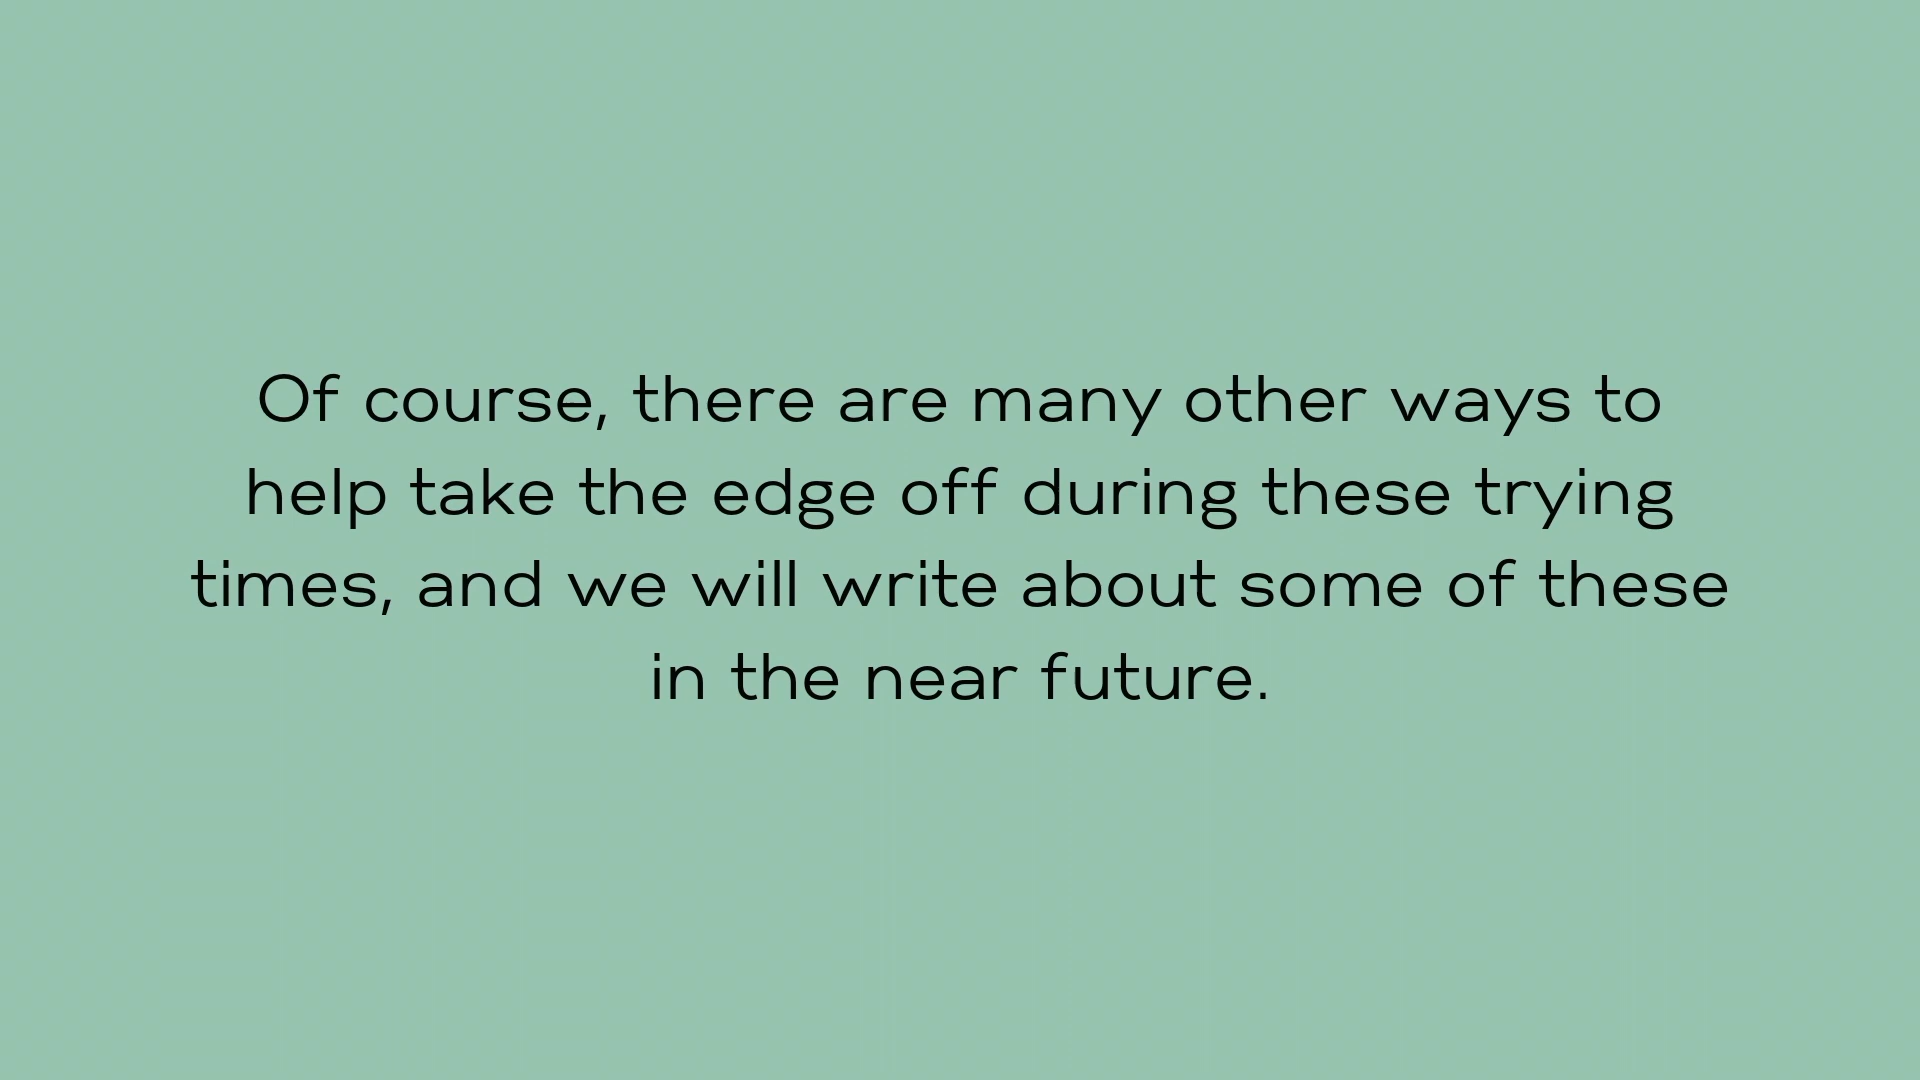 Of course, there are many other ways to
help take the edge off during these trying
times, and we will write about some of these
in the near future.